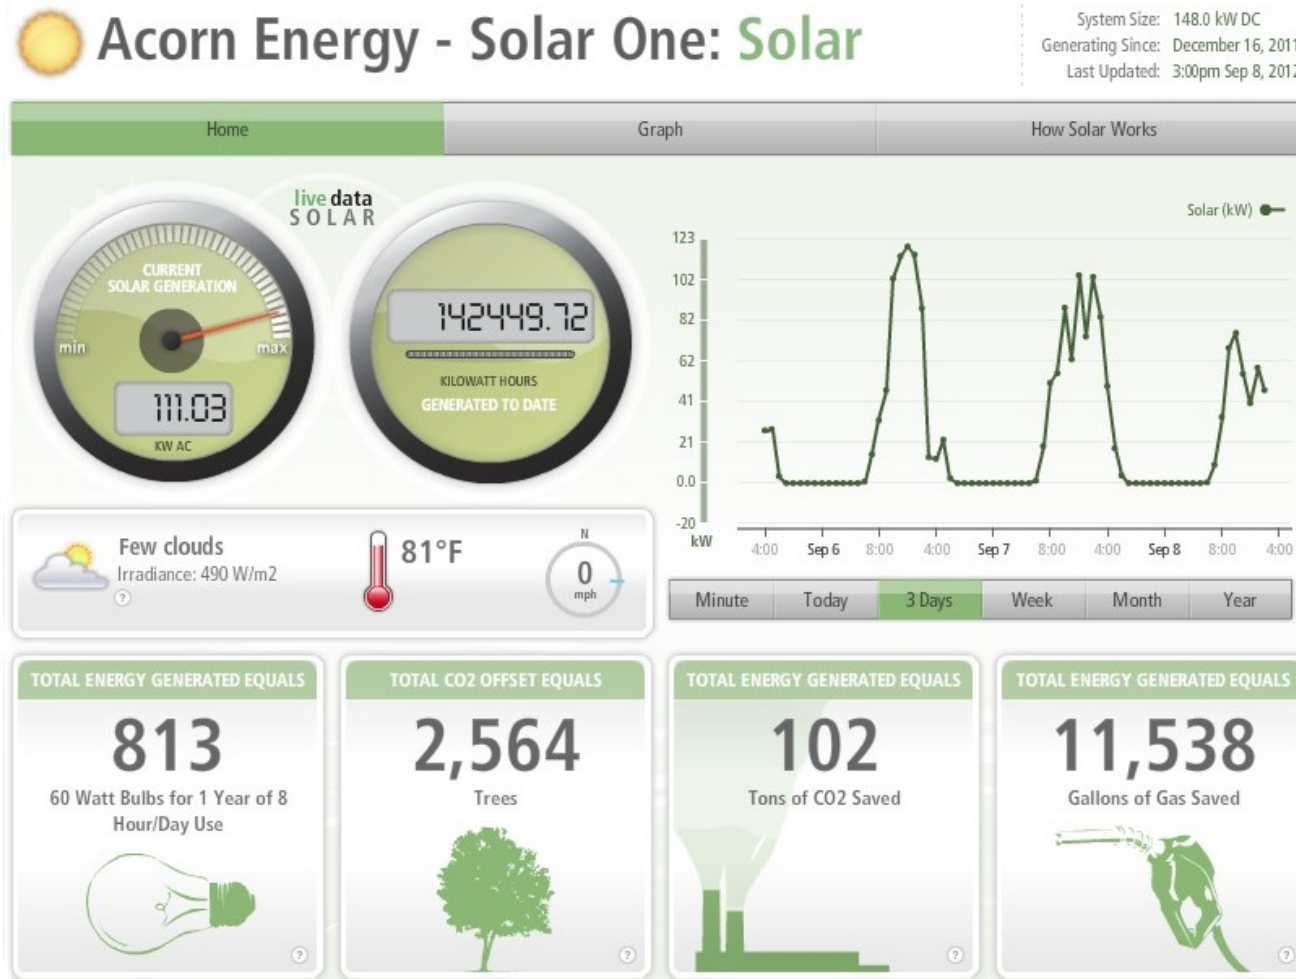 Acorn Energy - Solar One: Solar
System Size: 148.0 kW DC
Generating Since: December 16, 2011
Last Updated: 3:00pm Sep 8, 2012
Home
Graph
How Solar Works
live data
SOLAR
CURRENT
SOLAR GENERATION
min
max
111.03
KW AC
142449.72
KILOWATT HOURS
GENERATED TO DATE
Solar (kW)
123
102
82
62
41
21
0.0
-20
kW
4:00 Sep 6 8:00 4:00 Sep 7 8:00 4:00 Sep 8 8:00 4:00
Few clouds
Irradiance: 490 W/m2
?
81°F
N
0
mph
Minute Today 3 Days Week Month Year
TOTAL ENERGY GENERATED EQUALS
813
60 Watt Bulbs for 1 Year of 8
Hour/Day Use
?
TOTAL CO2 OFFSET EQUALS
2,564
Trees
?
TOTAL ENERGY GENERATED EQUALS
102
Tons of CO2 Saved
?
TOTAL ENERGY GENERATED EQUALS
11,538
Gallons of Gas Saved
?